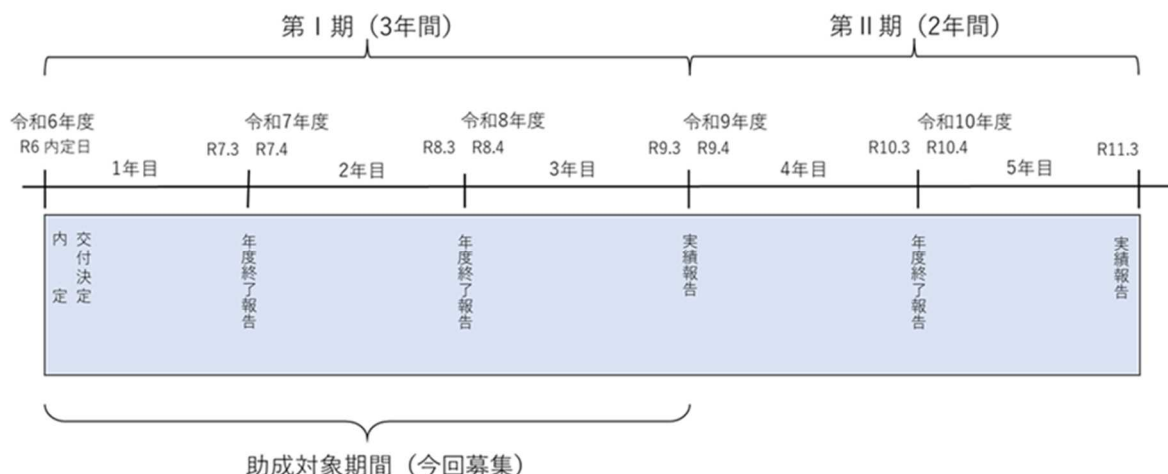 第Ⅰ期（3年間）
第Ⅱ期（2年間）
令和6年度
令和7年度
令和8年度
令和9年度
令和10年度
R6 内定日
R7.3
R7.4
R8.3
R8.4
R9.3
R9.4
R10.3
R10.4
R11.3
1年目
2年目
3年目
4年目
5年目
内定
交付決定
年度終了報告
年度終了報告
実績報告
年度終了報告
実績報告
助成対象期間（今回募集）